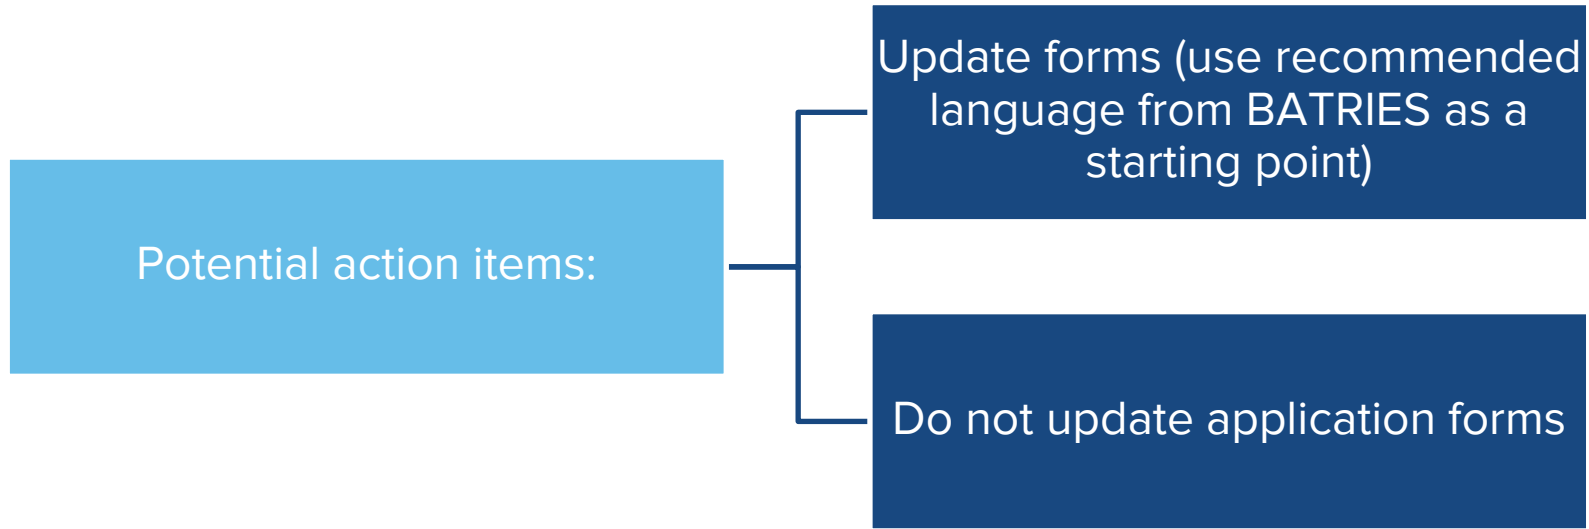 Potential action items:
Update forms (use recommended
language from BATRIES as a
starting point)
Do not update application forms